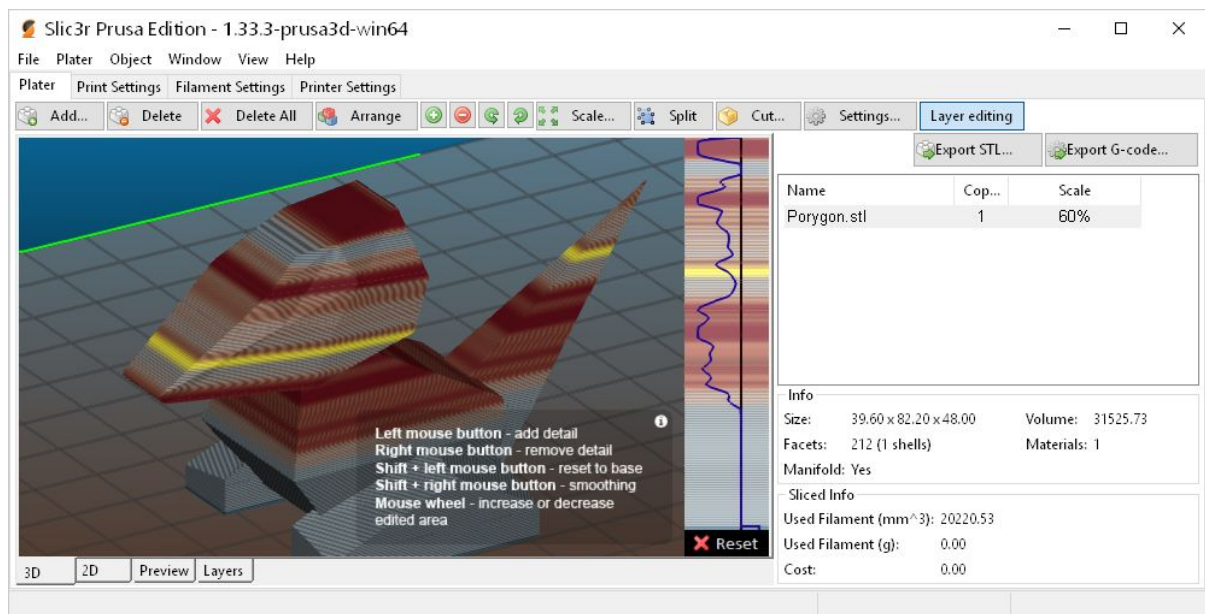 Slic3r Prusa Edition - 1.33.3-prusa3d-win64
File Plater Object Window View Help
Plater Print Settings Filament Settings Printer Settings
Add... Delete Delete All Arrange Scale... Split Cut... Settings... Layer editing
Export STL... Export G-code...
Name Cop... Scale
Porygon.stl 1 60%
Left mouse button - add detail
Right mouse button - remove detail
Shift + left mouse button - reset to base
Shift + right mouse button - smoothing
Mouse wheel - increase or decrease
edited area
Reset
Info
Size: 39.60 x 82.20 x 48.00 Volume: 31525.73
Facets: 212 (1 shells) Materials: 1
Manifold: Yes
Sliced Info
Used Filament (mm^3): 20220.53
Used Filament (g): 0.00
Cost: 0.00
3D 2D Preview Layers